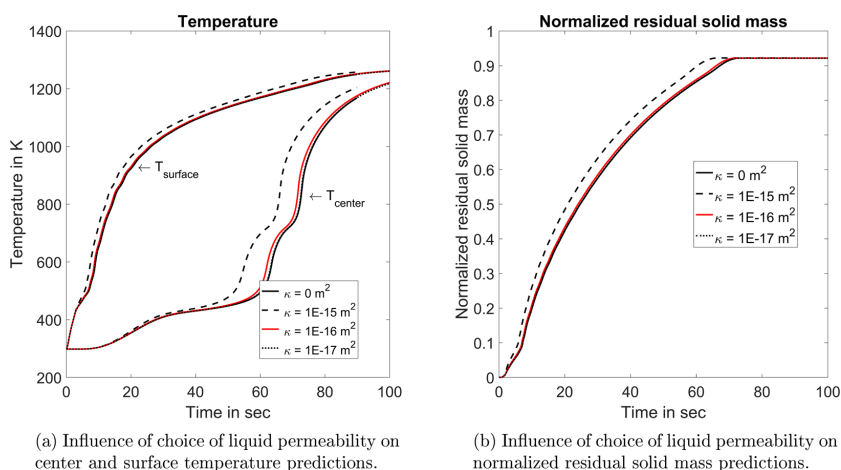 Temperature
1400
1200
1000
800
600
400
200
0
20
40
60
80
100
Temperature in K
Time in sec
← T_surface
← T_center
κ = 0 m²
κ = 1E-15 m²
κ = 1E-16 m²
κ = 1E-17 m²
(a) Influence of choice of liquid permeability on
center and surface temperature predictions.
Normalized residual solid mass
1
0.9
0.8
0.7
0.6
0.5
0.4
0.3
0.2
0.1
0
0
20
40
60
80
100
Normalized residual solid mass
Time in sec
κ = 0 m²
κ = 1E-15 m²
κ = 1E-16 m²
κ = 1E-17 m²
(b) Influence of choice of liquid permeability on
normalized residual solid mass predictions.